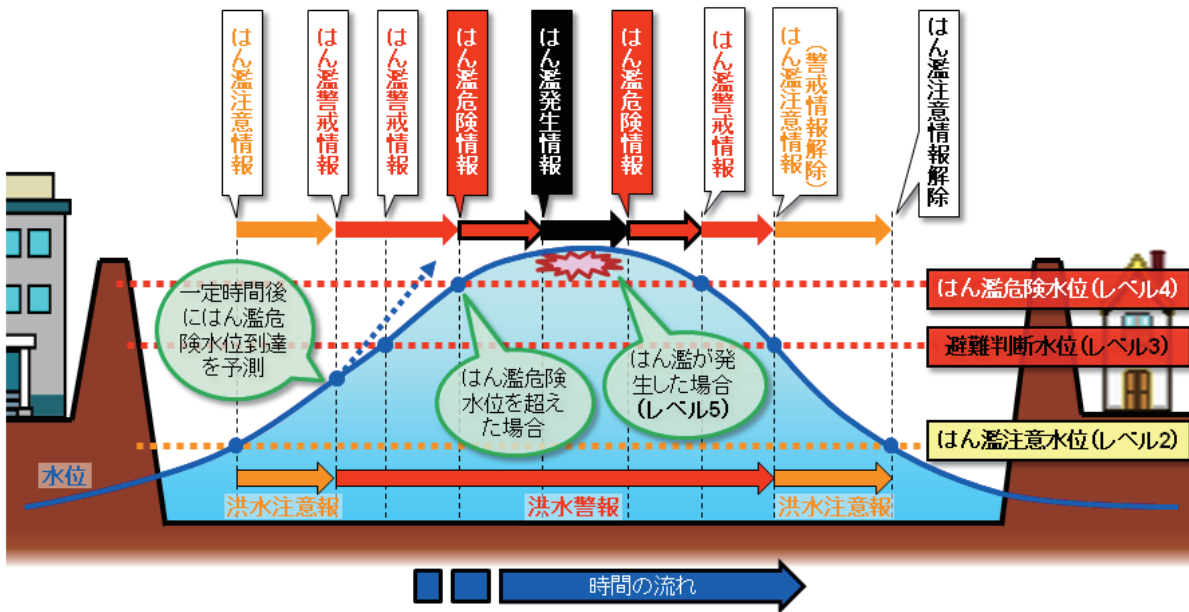 はん濫注意情報
はん濫警戒情報
はん濫警戒情報
はん濫危険情報
はん濫発生情報
はん濫危険情報
はん濫警戒情報
はん濫注意情報
(警戒情報解除)
はん濫注意情報解除
一定時間後
にはん濫危
険水位到達
を予測
はん濫危険
水位を超え
た場合
はん濫が発
生した場合
(レベル5)
はん濫危険水位(レベル4)
避難判断水位(レベル3)
はん濫注意水位(レベル2)
水位
洪水注意報
洪水警報
洪水注意報
時間の流れ